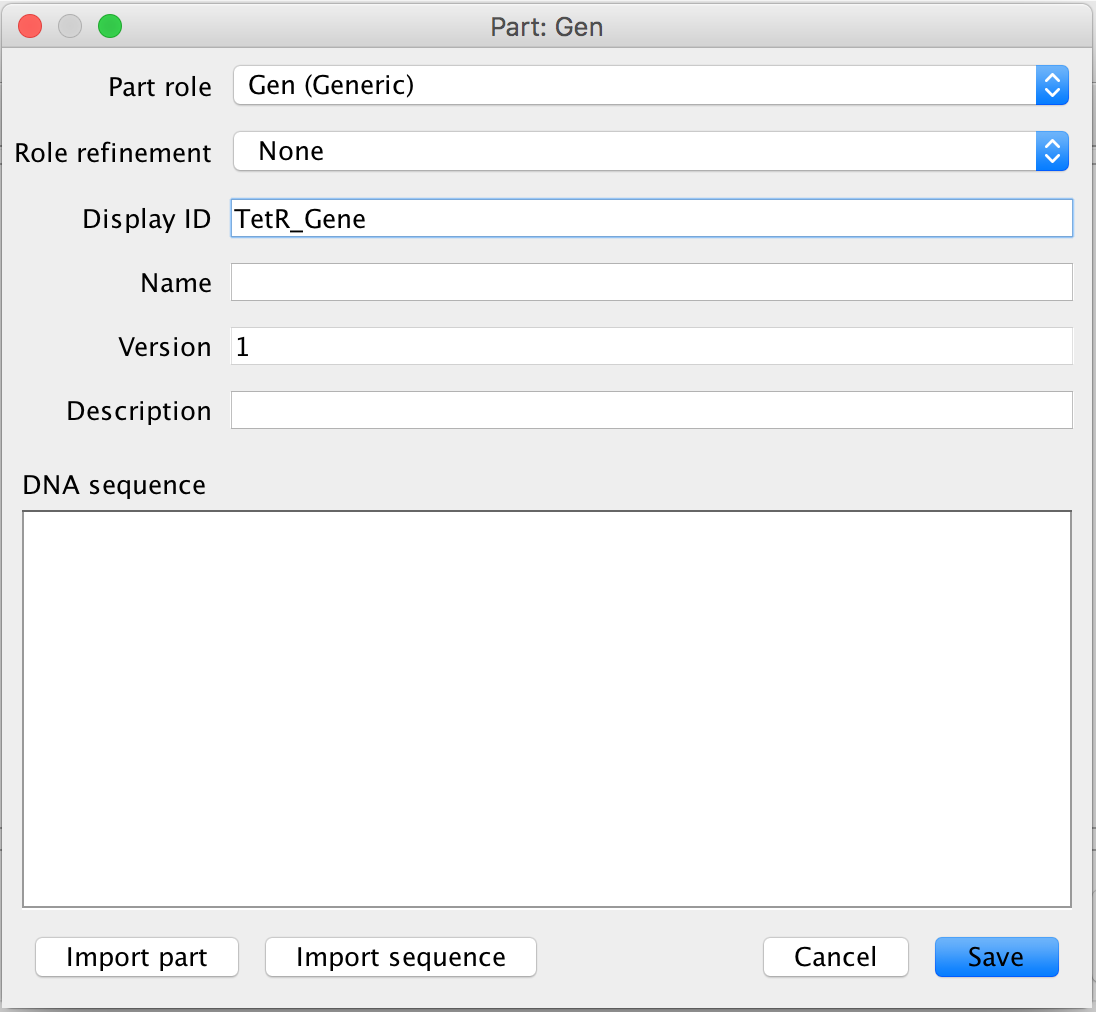 Part: Gen
Part role Gen (Generic)
Role refinement None
Display ID TetR_Gene
Name
Version 1
Description
DNA sequence
Import part Import sequence Cancel Save